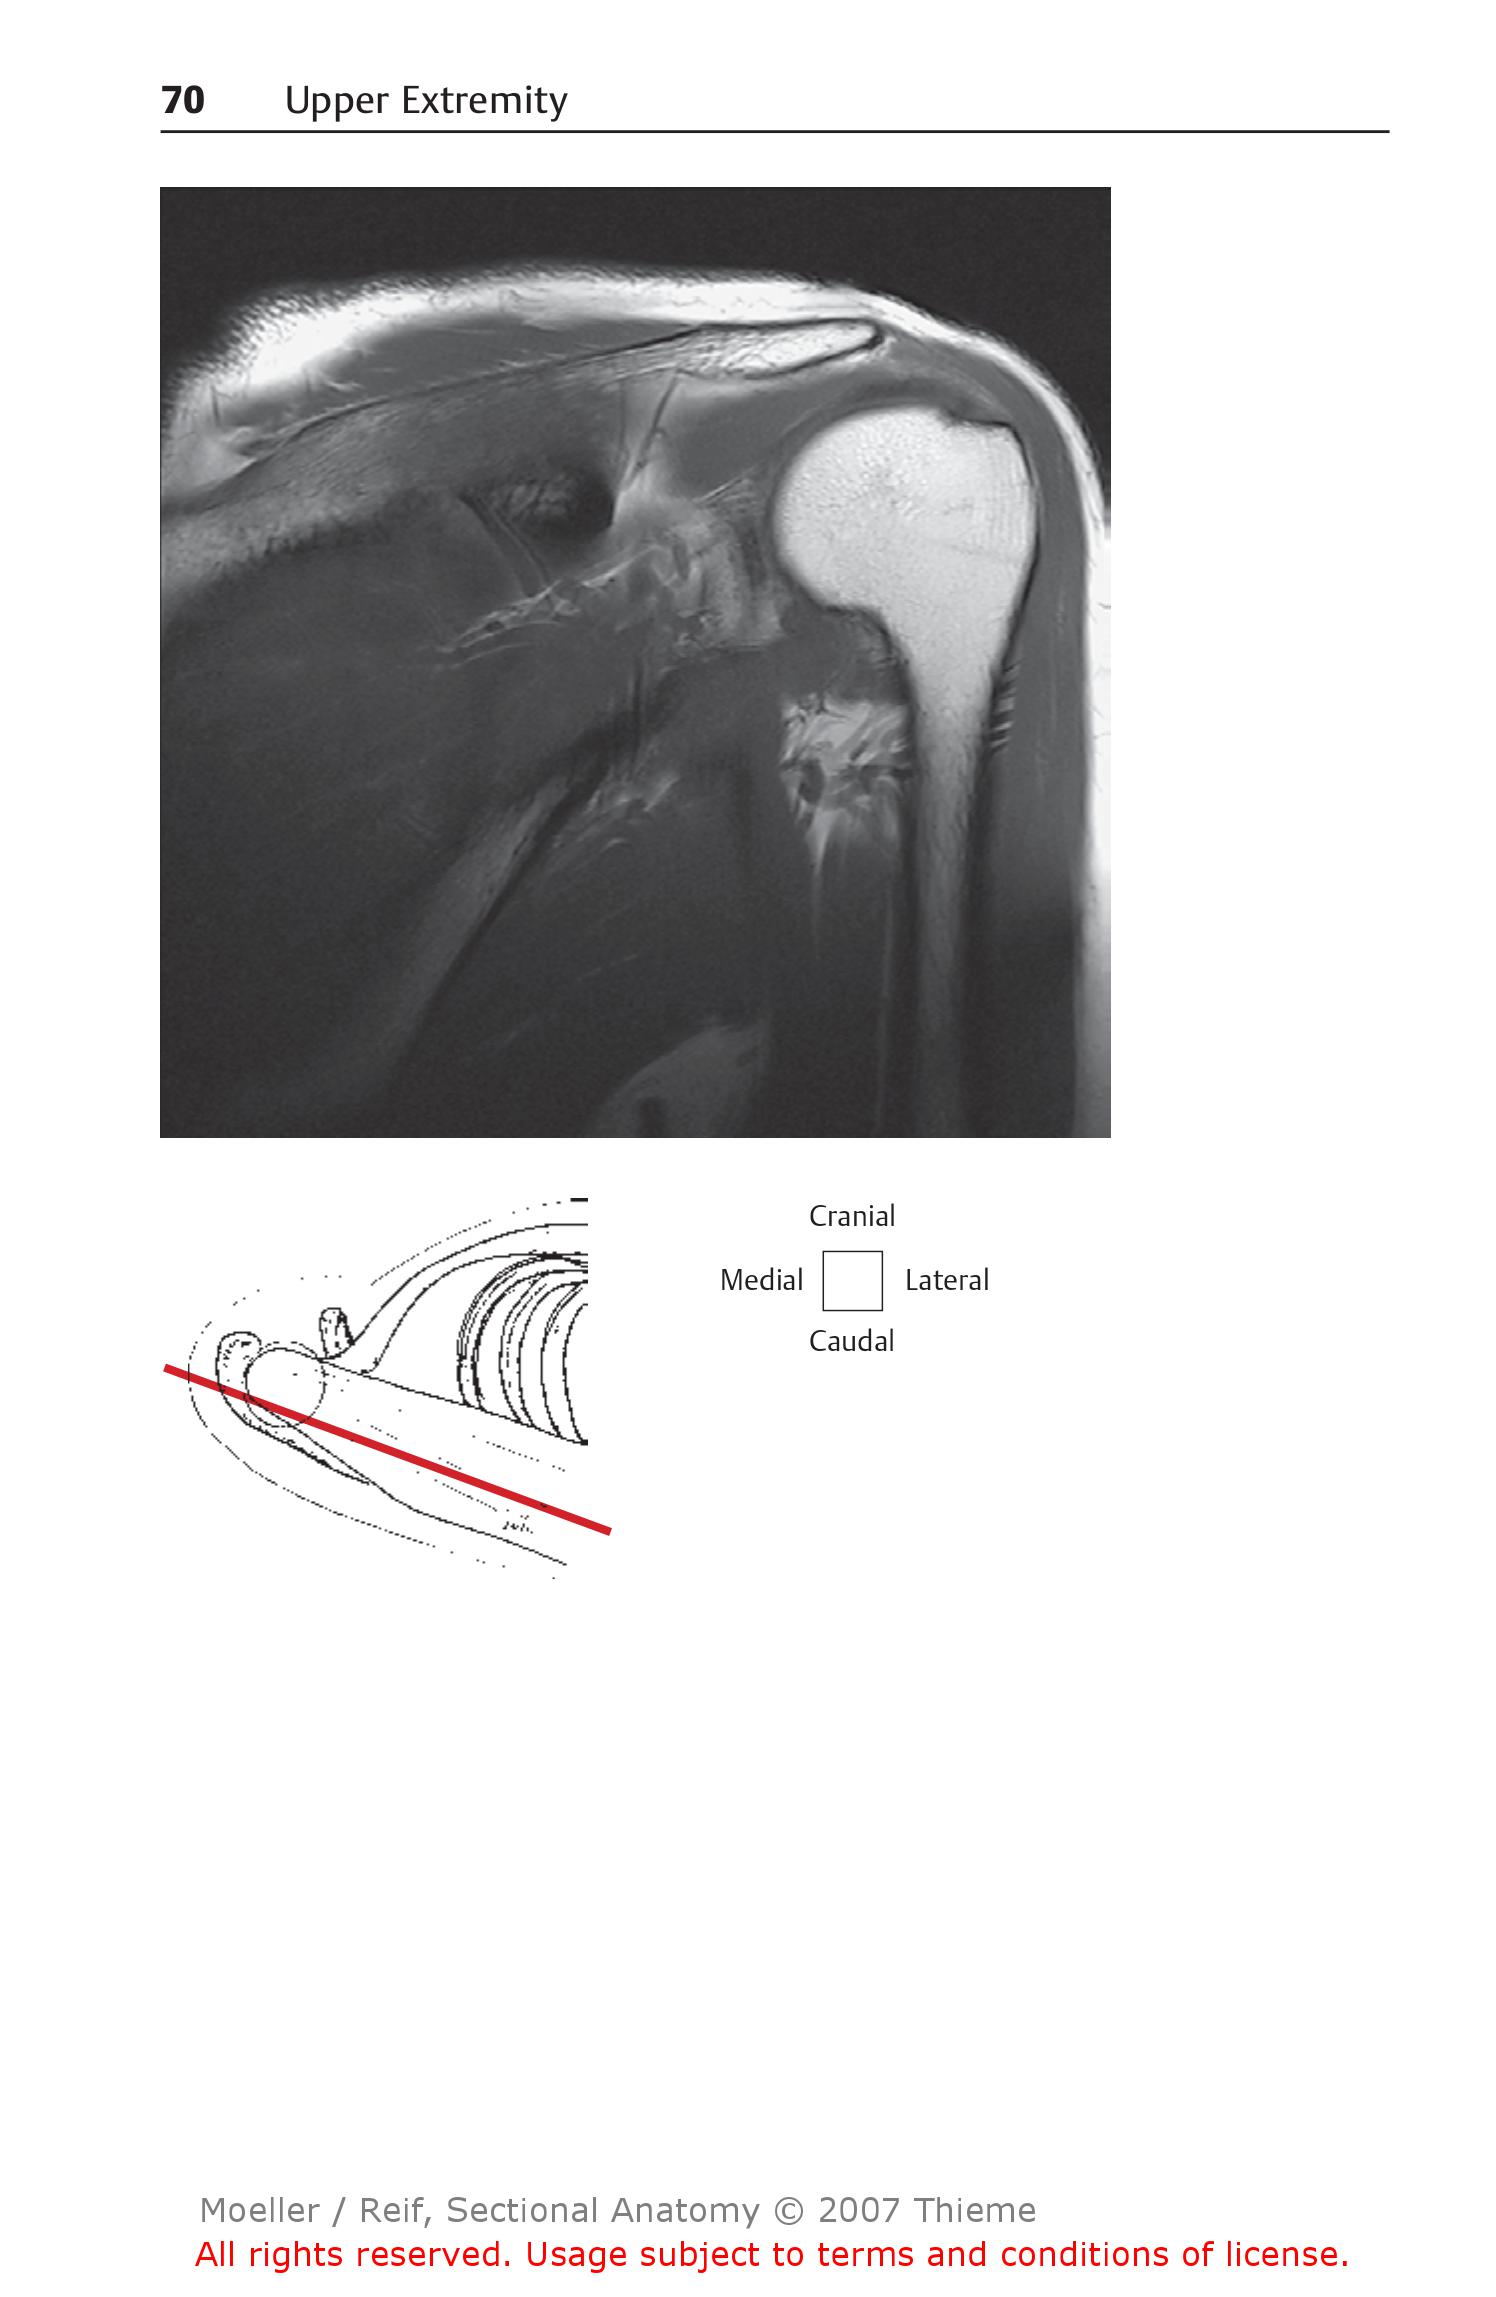 70 Upper Extremity
Cranial
Medial Lateral
Caudal
Moeller / Reif, Sectional Anatomy © 2007 Thieme
All rights reserved. Usage subject to terms and conditions of license.